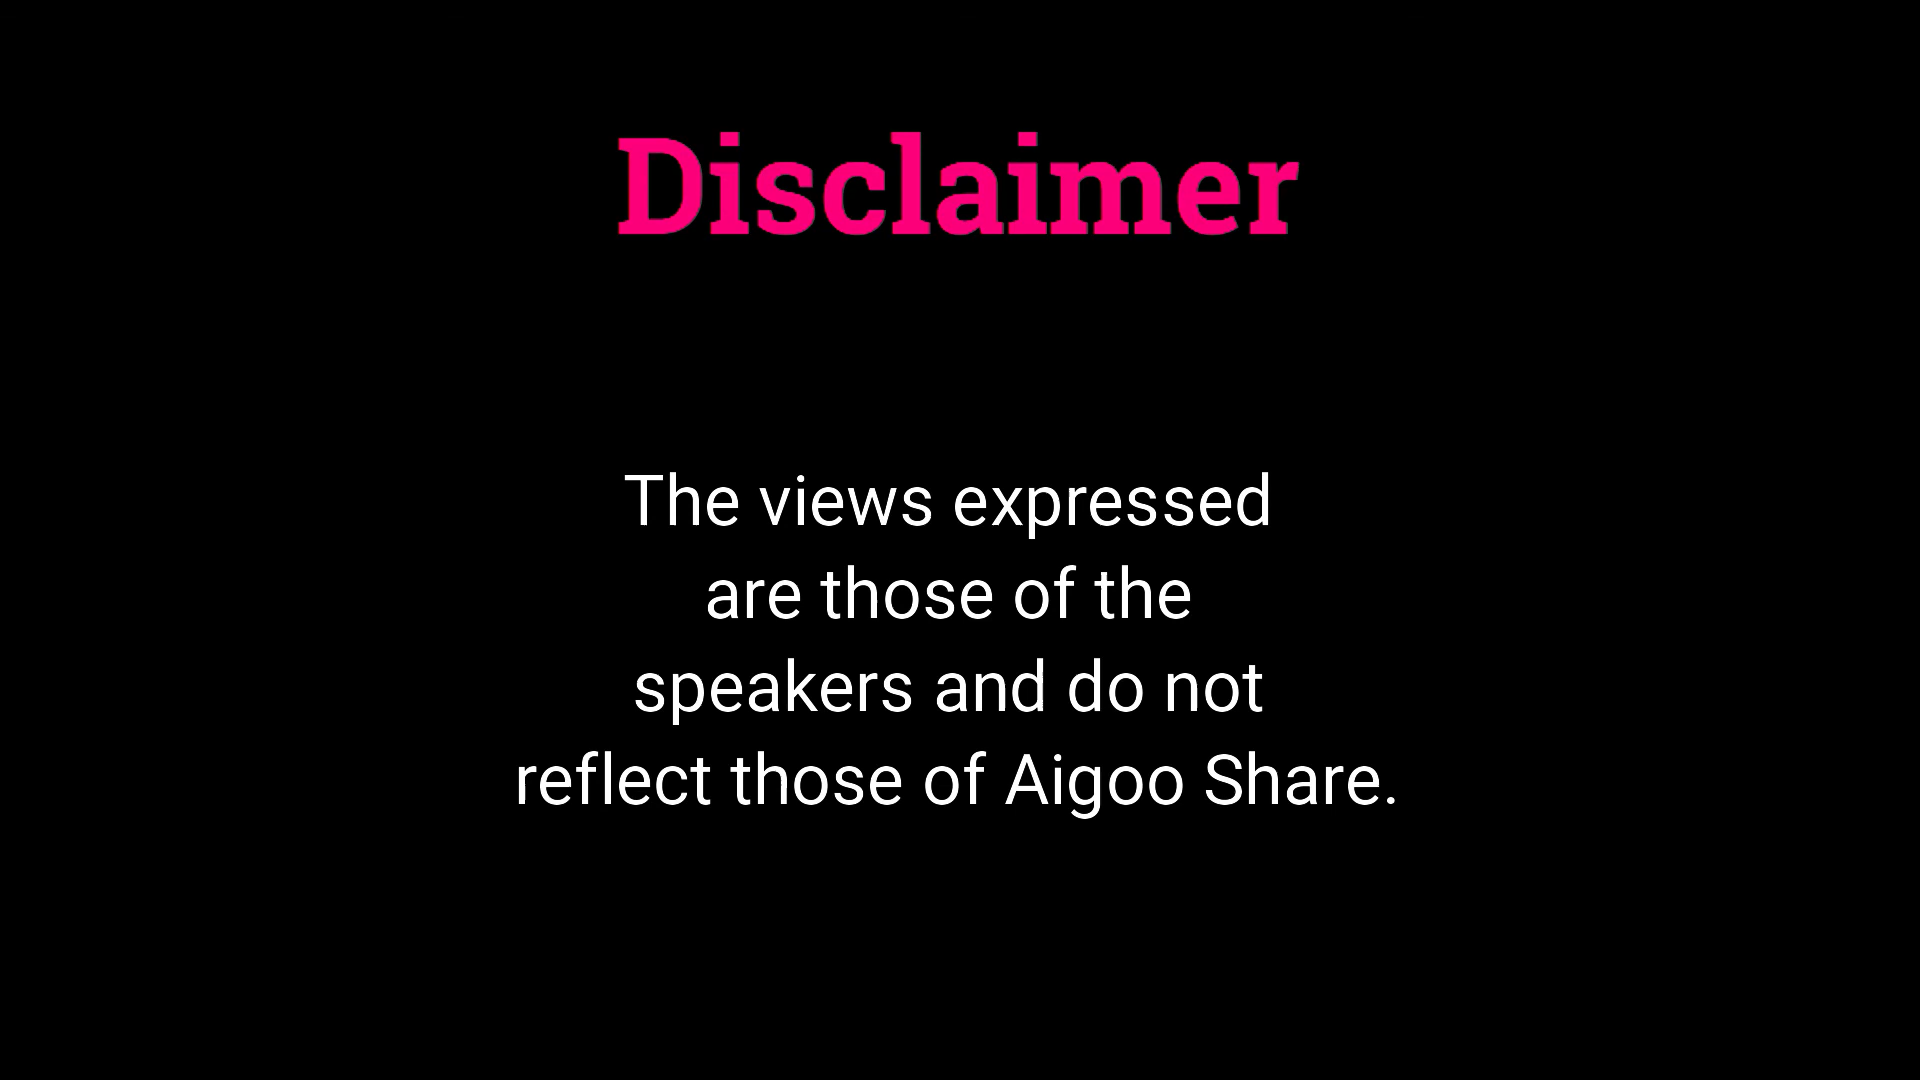 Disclaimer
The views expressed
are those of the
speakers and do not
reflect those of Aigoo Share.